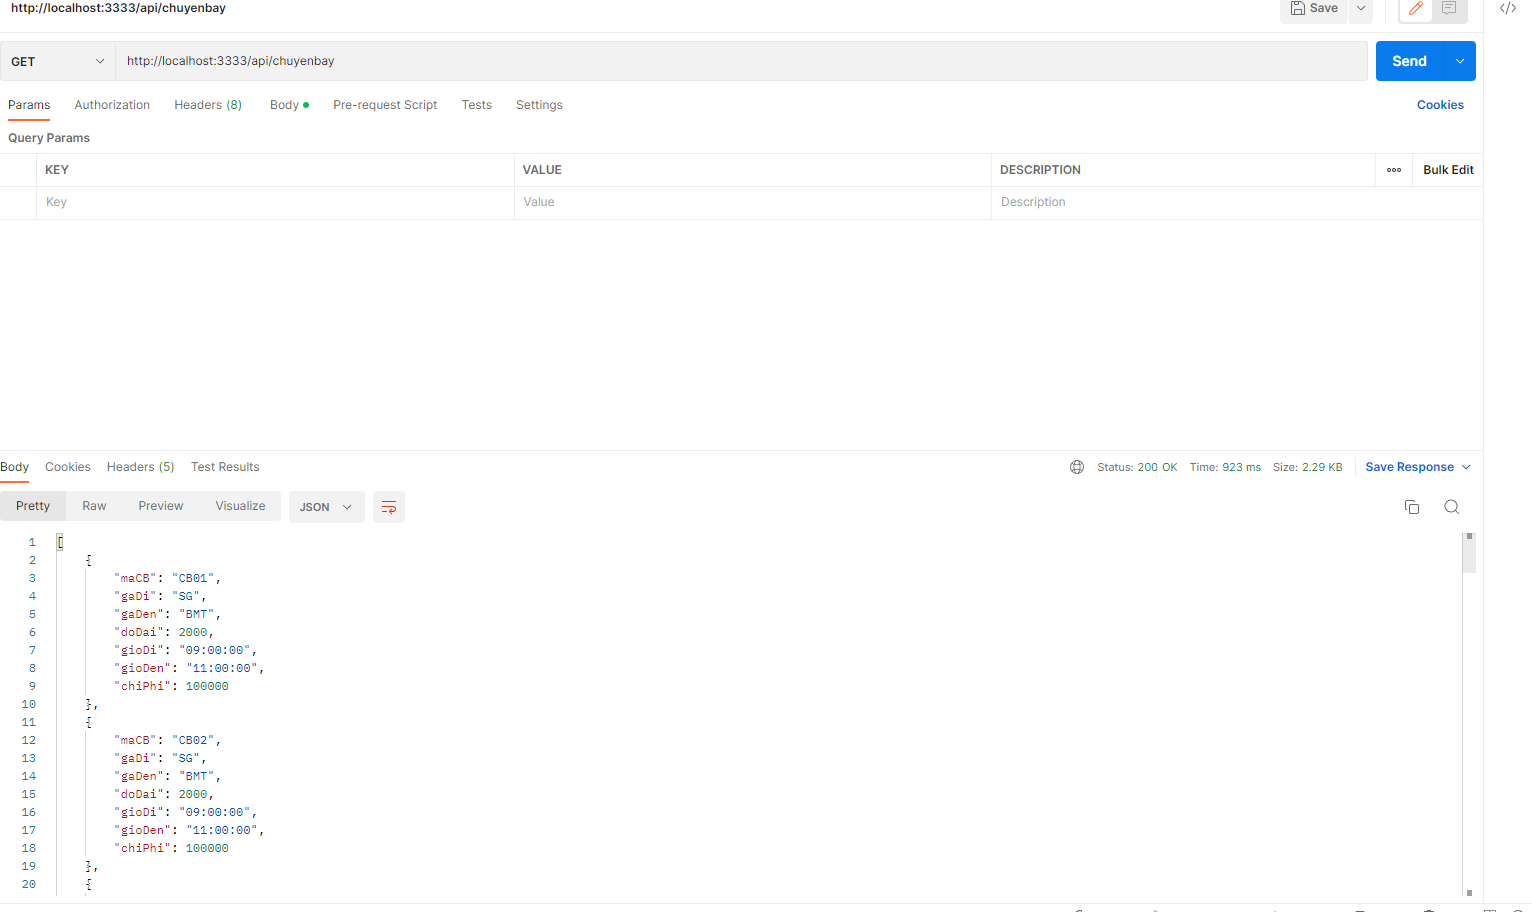 http://localhost:3333/api/chuyenbay
Save
GET http://localhost:3333/api/chuyenbay Send
Params Authorization Headers (8) Body Pre-request Script Tests Settings Cookies
Query Params
KEY VALUE DESCRIPTION Bulk Edit
Key Value Description
Body Cookies Headers (5) Test Results Status: 200 OK Time: 923 ms Size: 2.29 KB Save Response
Pretty Raw Preview Visualize JSON
1 [
2 {
3 "maCB": "CB01",
4 "gaDi": "SG",
5 "gaDen": "BMT",
6 "doDai": 2000,
7 "gioDi": "09:00:00",
8 "gioDen": "11:00:00",
9 "chiPhi": 100000
10 },
11 {
12 "maCB": "CB02",
13 "gaDi": "SG",
14 "gaDen": "BMT",
15 "doDai": 2000,
16 "gioDi": "09:00:00",
17 "gioDen": "11:00:00",
18 "chiPhi": 100000
19 },
20 {